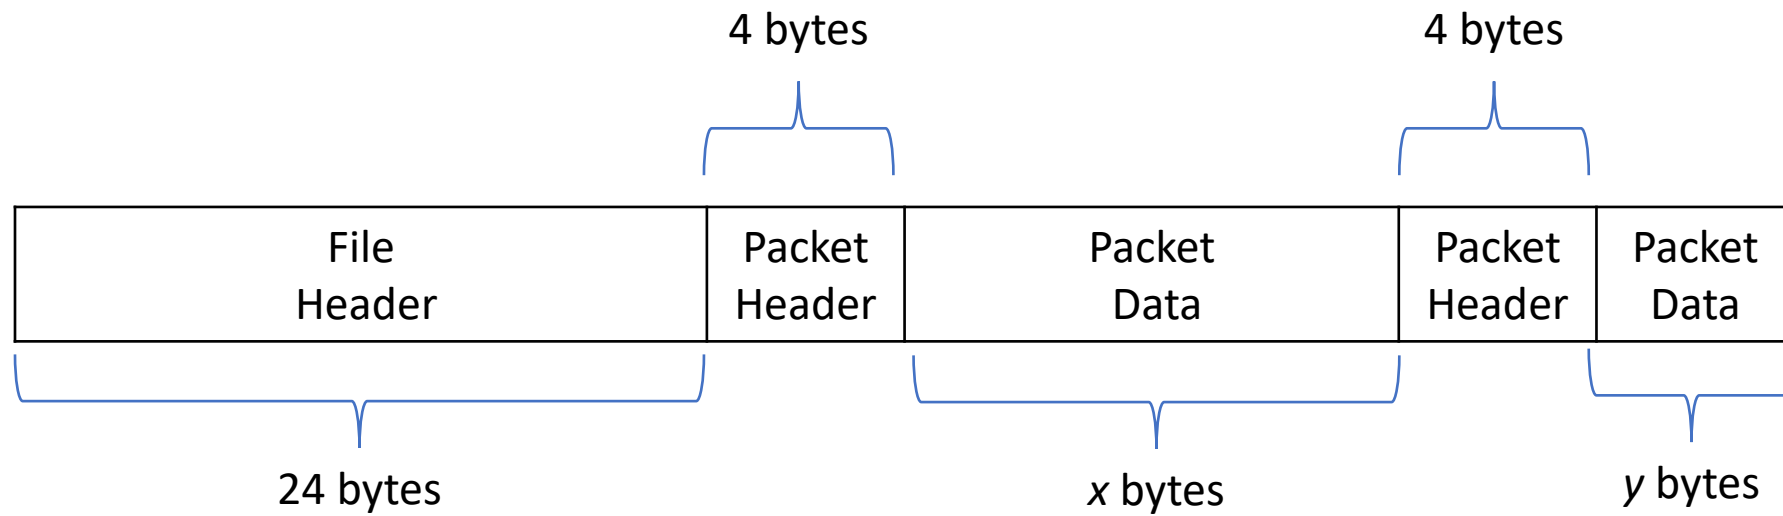 4 bytes
4 bytes
File
Header
Packet
Header
Packet
Data
Packet
Header
Packet
Data
24 bytes
x bytes
y bytes